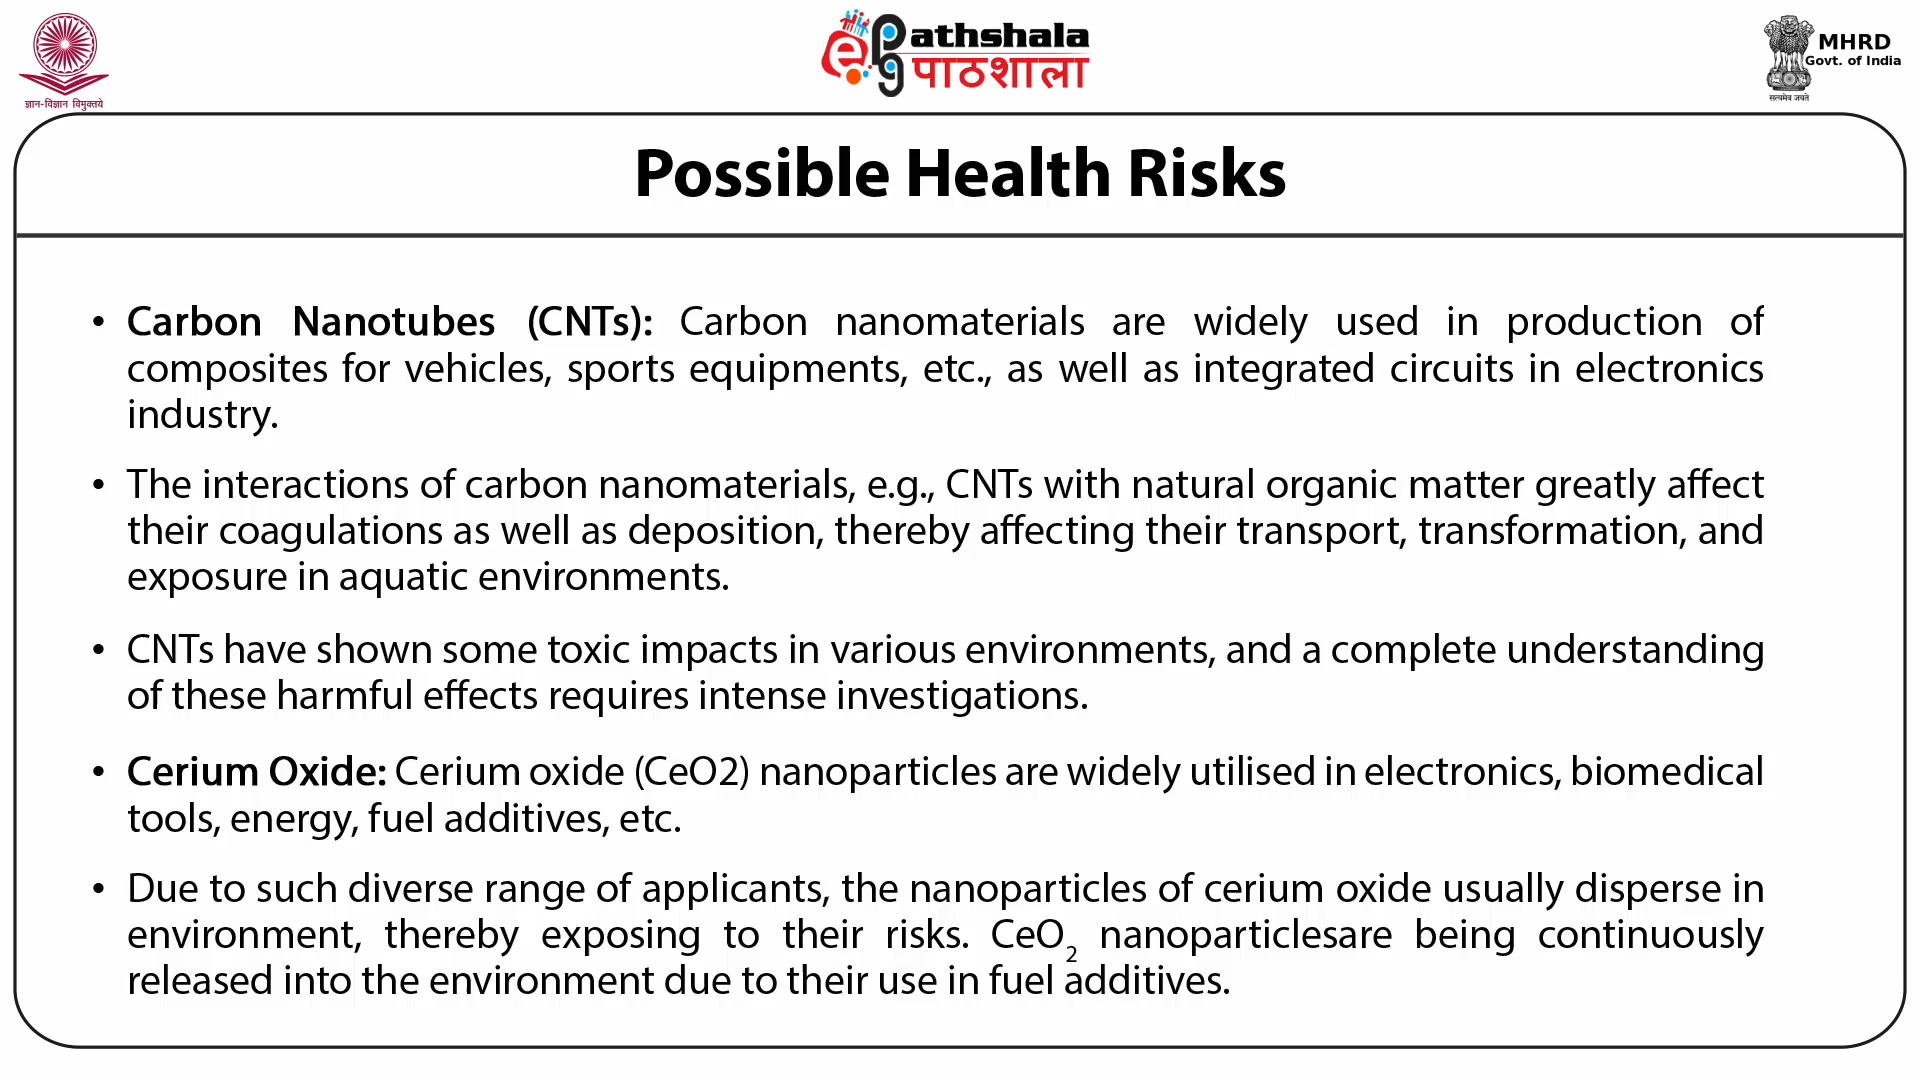 ज्ञान-विज्ञान विमुक्तये
ePG athshala
पाठशाला
MHRD
Govt. of India
सत्यमेव जयते
Possible Health Risks
• Carbon Nanotubes (CNTs): Carbon nanomaterials are widely used in production of
composites for vehicles, sports equipments, etc., as well as integrated circuits in electronics
industry.
• The interactions of carbon nanomaterials, e.g., CNTs with natural organic matter greatly affect
their coagulations as well as deposition, thereby affecting their transport, transformation, and
exposure in aquatic environments.
• CNTs have shown some toxic impacts in various environments, and a complete understanding
of these harmful effects requires intense investigations.
• Cerium Oxide: Cerium oxide (CeO2) nanoparticles are widely utilised in electronics, biomedical
tools, energy, fuel additives, etc.
• Due to such diverse range of applicants, the nanoparticles of cerium oxide usually disperse in
environment, thereby exposing to their risks. CeO₂ nanoparticlesare being continuously
released into the environment due to their use in fuel additives.